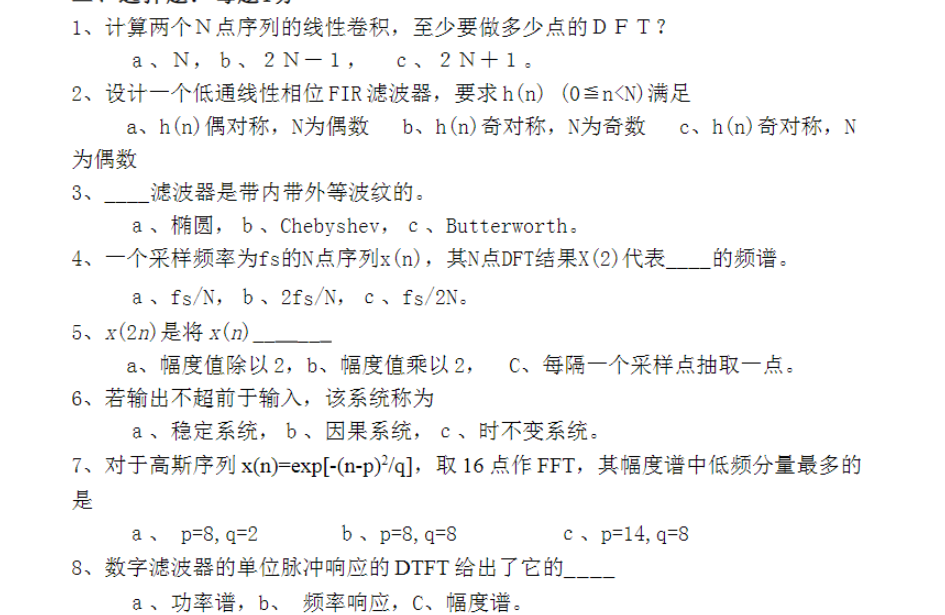 1、计算两个N点序列的线性卷积，至少要做多少点的DFT？
a、N，b、2N－1，  c、2N＋1。
2、设计一个低通线性相位FIR滤波器，要求h(n) (0≦n<N)满足
a、h(n)偶对称，N为偶数  b、h(n)奇对称，N为奇数  c、h(n)奇对称，N
为偶数
3、____滤波器是带内带外等波纹的。
a、椭圆，b、Chebyshev，c、Butterworth。
4、一个采样频率为fs的N点序列x(n)，其N点DFT结果X(2)代表____的频谱。
a、fs/N，b、2fs/N，c、fs/2N。
5、x(2n)是将x(n)_______
a、幅度值除以2，b、幅度值乘以2，  C、每隔一个采样点抽取一点。
6、若输出不超前于输入，该系统称为
a、稳定系统，b、因果系统，c、时不变系统。
7、对于高斯序列x(n)=exp[-(n-p)²/q]，取16点作FFT，其幅度谱中低频分量最多的
是
a、 p=8,q=2  b、p=8,q=8  c、p=14,q=8
8、数字滤波器的单位脉冲响应的DTFT给出了它的____
a、功率谱，b、 频率响应，C、幅度谱。